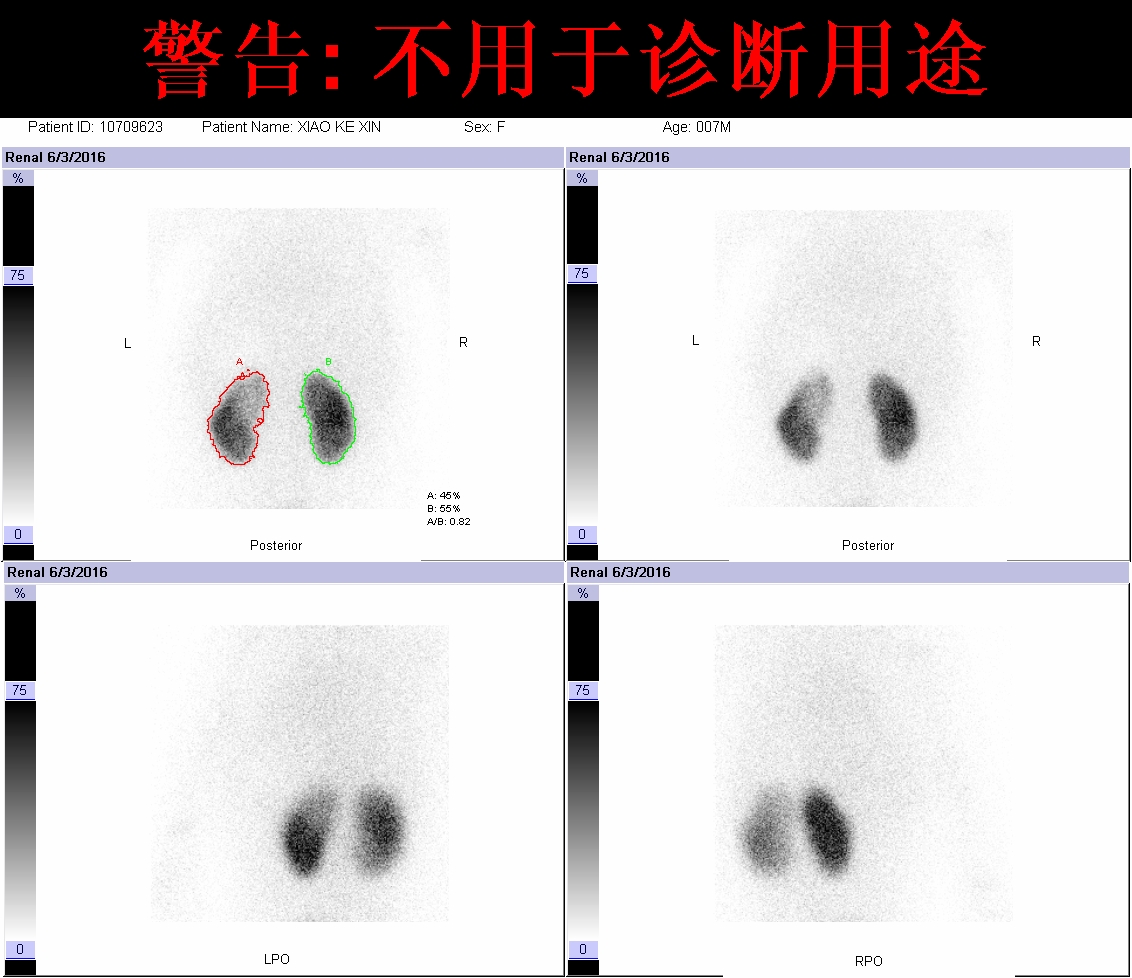 警告: 不用于诊断用途
Patient ID: 10709623 Patient Name: XIAO KE XIN Sex: F Age: 007M
Renal 6/3/2016
%
75
0
L
R
A
B
A: 45%
B: 55%
A/B: 0.82
Posterior
Renal 6/3/2016
%
75
0
L
R
Posterior
Renal 6/3/2016
%
75
0
LPO
Renal 6/3/2016
%
75
0
RPO